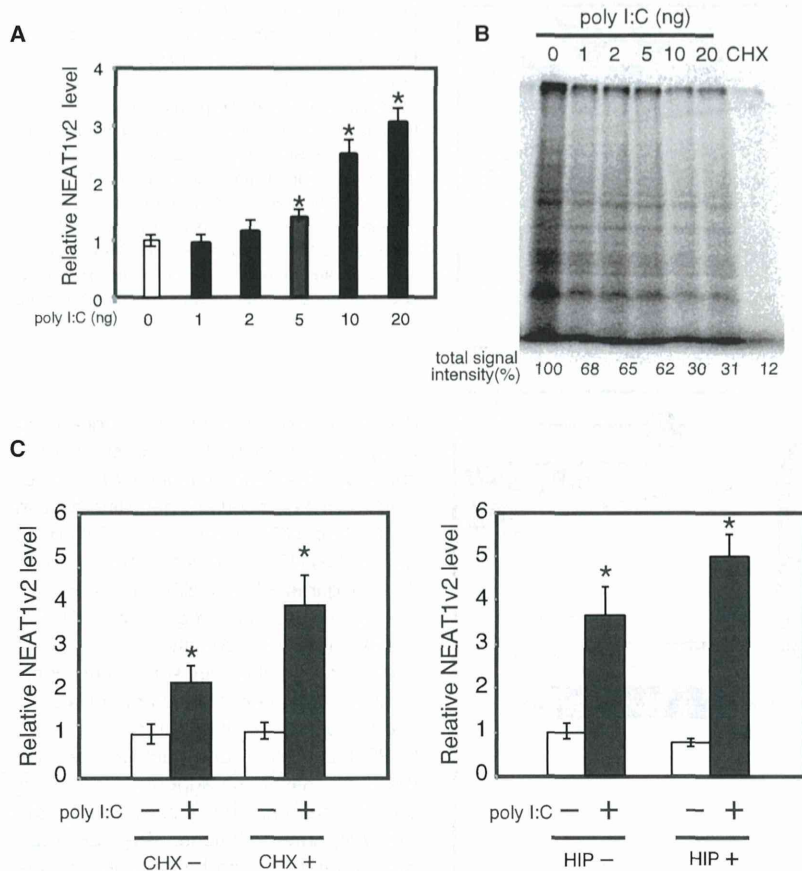 A
Relative NEAT1v2 level
4
3
2
1
0
* * *
poly I:C (ng) 0 1 2 5 10 20
B
poly I:C (ng)
0 1 2 5 10 20 CHX
total signal
intensity(%) 100 68 65 62 30 31 12
C
Relative NEAT1v2 level
6
5
4
3
2
1
0
* *
poly I:C − + − +
CHX − CHX +
Relative NEAT1v2 level
6
5
4
3
2
1
0
* *
poly I:C − + − +
HIP − HIP +